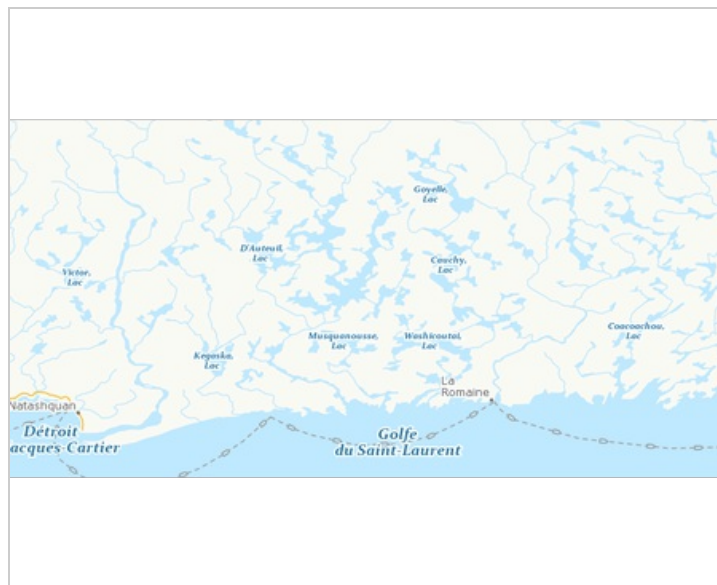 Goyelle,
Lac
D'Auteuil,
Lac
Cauchy,
Lac
Victor,
Lac
Coacoachou,
Lac
Musquanousse,
Lac
Washicoutai,
Lac
Kegaska,
Lac
La
Romaine
Natashquan
Détroit
acques-Cartier
Golfe
du Saint-Laurent